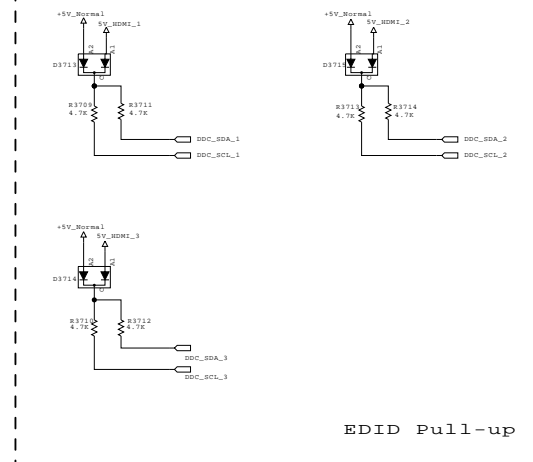 +5V_Normal
5V_HDMI_1
A2
A1
D3713
C
R3709
4.7K
R3711
4.7K
DDC_SDA_1
DDC_SCL_1
+5V_Normal
5V_HDMI_2
A2
A1
D3715
C
R3713
4.7K
R3714
4.7K
DDC_SDA_2
DDC_SCL_2
+5V_Normal
5V_HDMI_3
A2
A1
D3714
C
R3710
4.7K
R3712
4.7K
DDC_SDA_3
DDC_SCL_3
EDID Pull-up